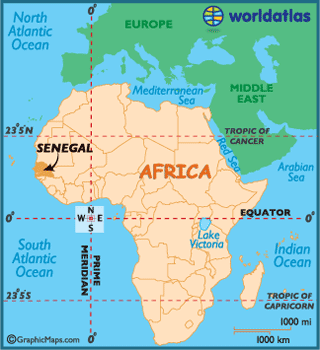 0°
worldatlas
North
Atlantic
Ocean
EUROPE
Mediterranean
Sea
MIDDLE
EAST
23°5'N
TROPIC OF
CANCER
SENEGAL
AFRICA
Red Sea
Arabian
Sea
EQUATOR
0°
0°
N
W E
S
Lake
Victoria
South
Atlantic
Ocean
PRIME
MERIDIAN
Indian
Ocean
23°5'S
TROPIC OF
CAPRICORN
1000 mi
1000 km
©GraphicMaps.com
0°